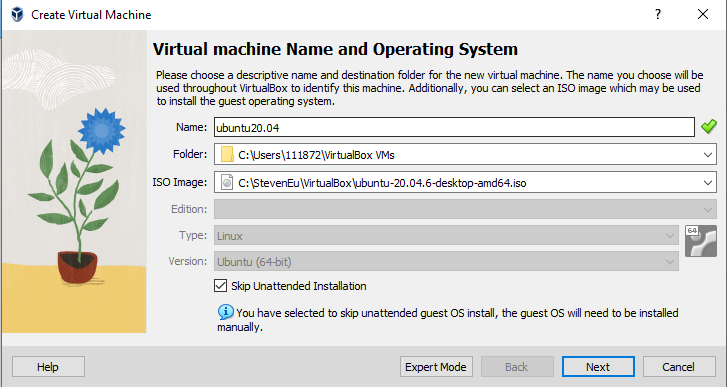 Create Virtual Machine
?
Virtual machine Name and Operating System
Please choose a descriptive name and destination folder for the new virtual machine. The name you choose will be
used throughout VirtualBox to identify this machine. Additionally, you can select an ISO image which may be used
to install the guest operating system.
Name: ubuntu20.04
Folder: C:\Users\111872\VirtualBox VMs
ISO Image: C:\StevenEu\VirtualBox\ubuntu-20.04.6-desktop-amd64.iso
Edition:
Type: Linux
64
Version: Ubuntu (64-bit)
Skip Unattended Installation
You have selected to skip unattended guest OS install, the guest OS will need to be installed
manually.
Help Expert Mode Back Next Cancel